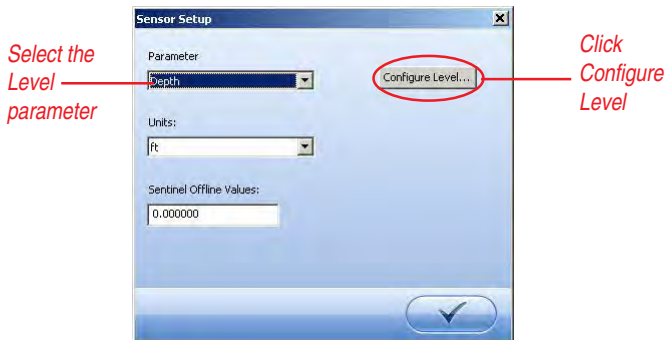 Sensor Setup
Select the
Level
parameter
Parameter
Depth
Configure Level...
Click
Configure
Level
Units:
ft
Sentinel Offline Values:
0.000000